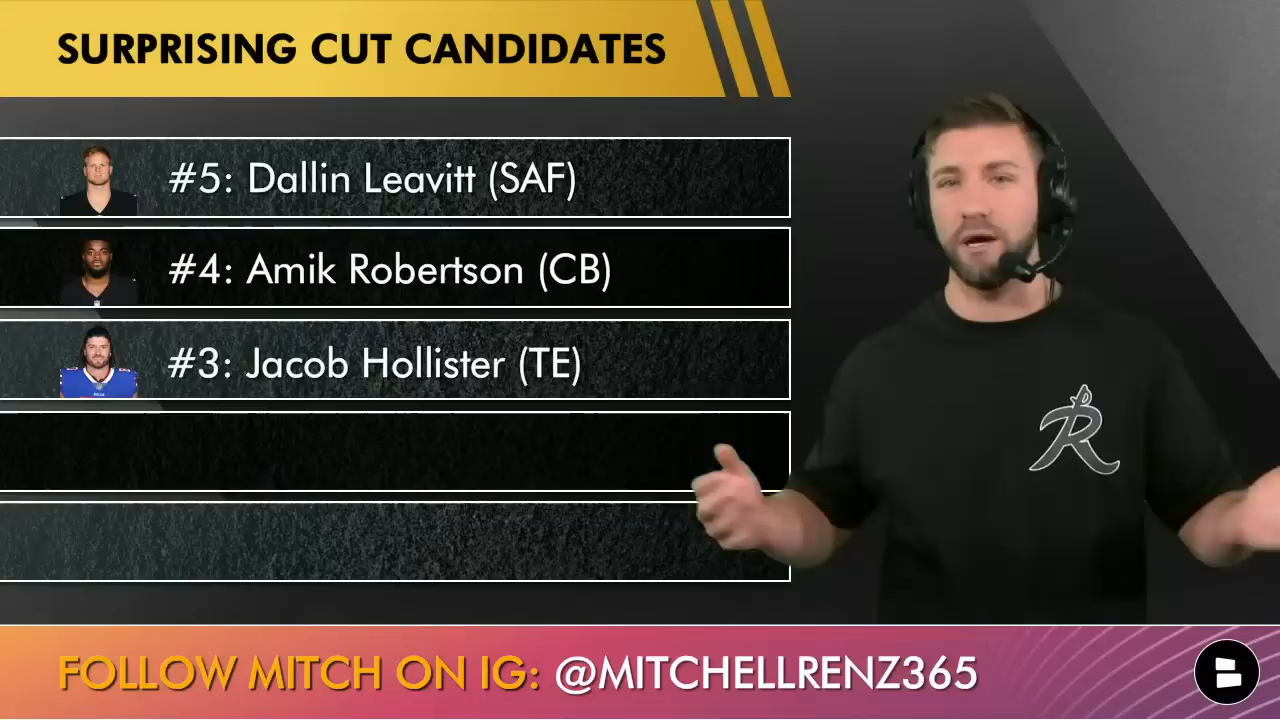 SURPRISING CUT CANDIDATES
#5: Dallin Leavitt (SAF)
#4: Amik Robertson (CB)
#3: Jacob Hollister (TE)
R
FOLLOW MITCH ON IG: @MITCHELLRENZ365